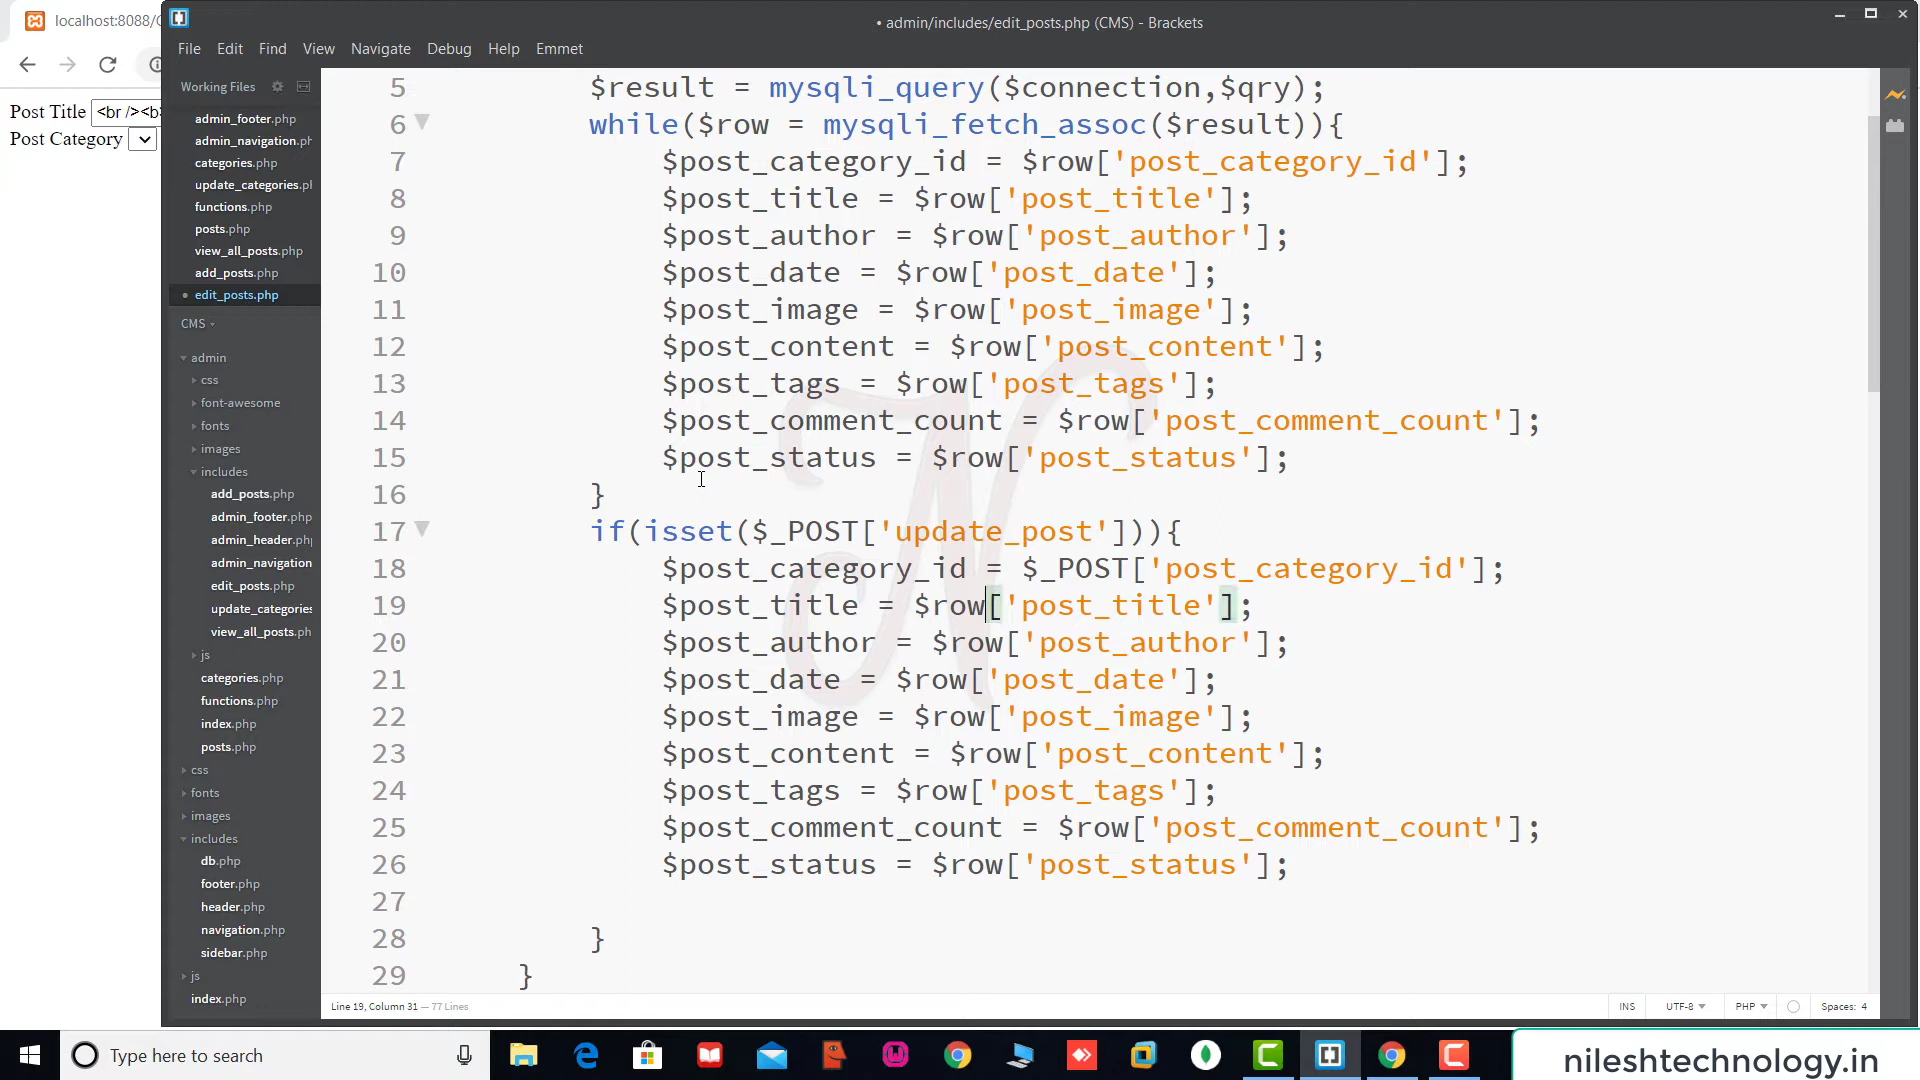 localhost:8088/C
Post Title <br /><b>
Post Category
• admin/includes/edit_posts.php (CMS) - Brackets
File Edit Find View Navigate Debug Help Emmet
Working Files
admin_footer.php
admin_navigation.ph
categories.php
update_categories.pl
functions.php
posts.php
view_all_posts.php
add_posts.php
edit_posts.php
CMS
admin
css
font-awesome
fonts
images
includes
add_posts.php
admin_footer.php
admin_header.php
admin_navigation
edit_posts.php
update_categories
view_all_posts.ph
js
categories.php
functions.php
index.php
posts.php
css
fonts
images
includes
db.php
footer.php
header.php
navigation.php
sidebar.php
js
index.php
5 $result = mysqli_query($connection,$qry);
6 while($row = mysqli_fetch_assoc($result)){
7 $post_category_id = $row['post_category_id'];
8 $post_title = $row['post_title'];
9 $post_author = $row['post_author'];
10 $post_date = $row['post_date'];
11 $post_image = $row['post_image'];
12 $post_content = $row['post_content'];
13 $post_tags = $row['post_tags'];
14 $post_comment_count = $row['post_comment_count'];
15 $post_status = $row['post_status'];
16 }
17 if(isset($_POST['update_post'])){
18 $post_category_id = $_POST['post_category_id'];
19 $post_title = $row['post_title'];
20 $post_author = $row['post_author'];
21 $post_date = $row['post_date'];
22 $post_image = $row['post_image'];
23 $post_content = $row['post_content'];
24 $post_tags = $row['post_tags'];
25 $post_comment_count = $row['post_comment_count'];
26 $post_status = $row['post_status'];
27
28 }
29 }
Line 19, Column 31 — 77 Lines
INS UTF-8 PHP Spaces: 4
Type here to search
nileshtechnology.in